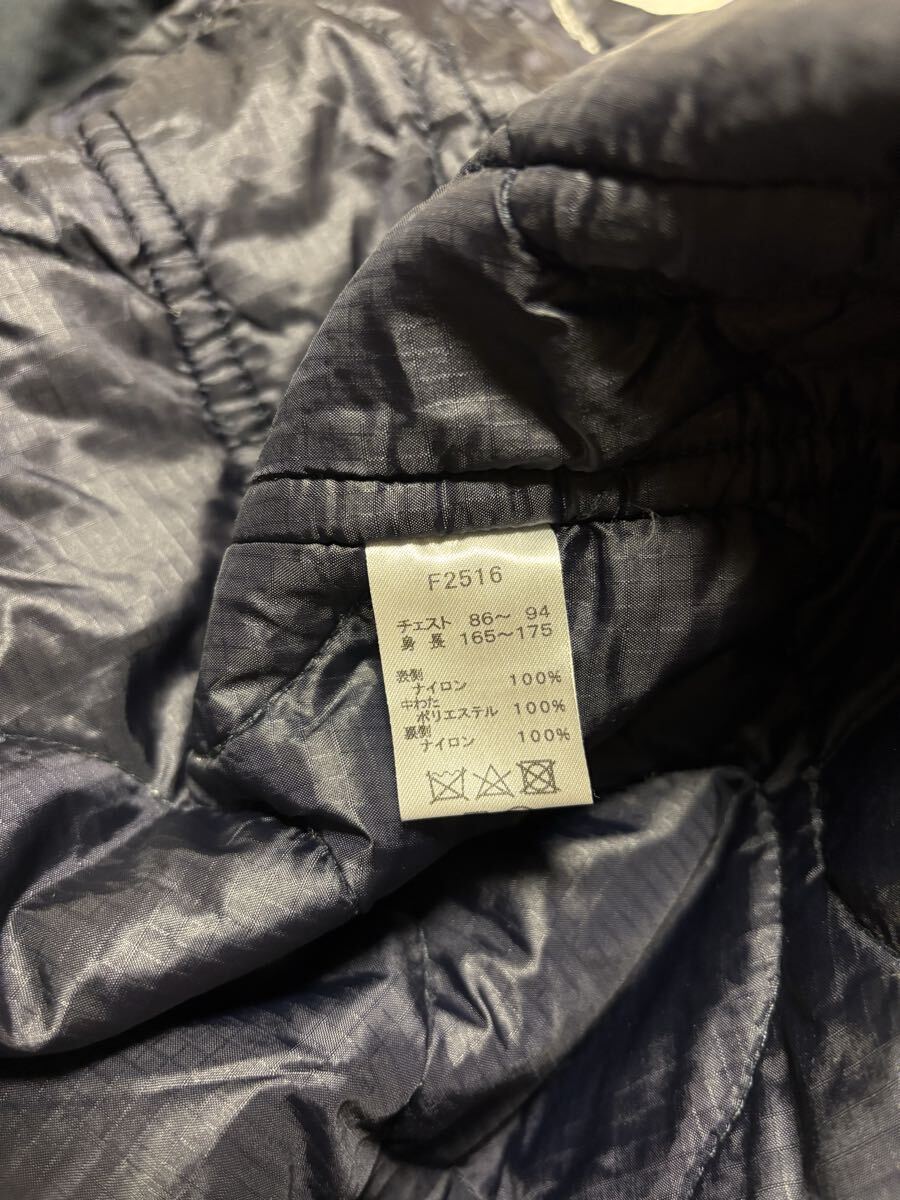 F2516
チェスト 86～ 94
身 長 165～175
表側
ナイロン 100%
中わた
ポリエステル 100%
裏側
ナイロン 100%